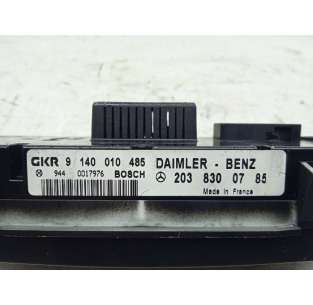 GKR 9 140 010 485 DAIMLER - BENZ
944 0017976 BOSCH 203 830 07 85
Made in France